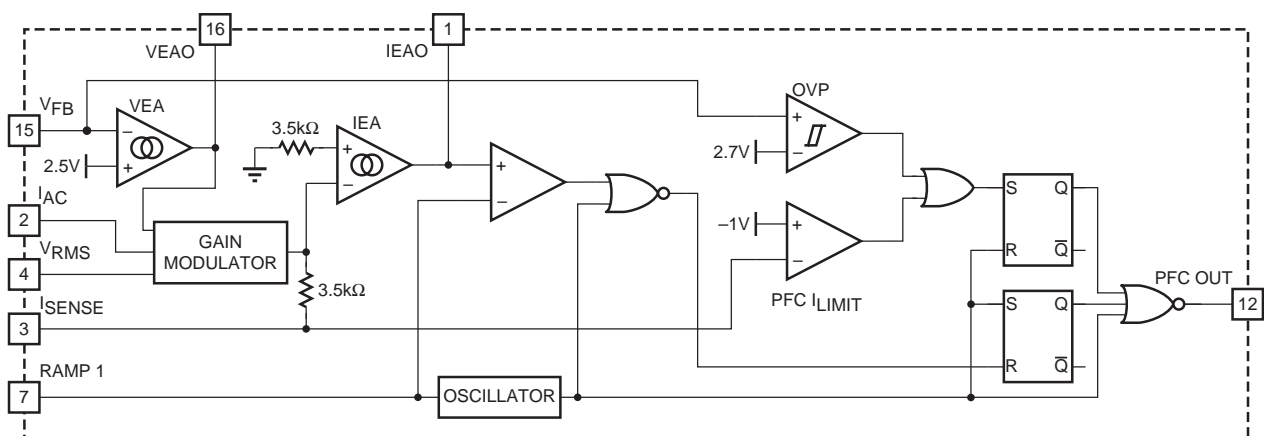 16
1
VEAO
IEAO
VFB
15
VEA
2.5V
–
+
3.5kΩ
IEA
+
–
+
–
OVP
+
2.7V
–
IAC
2
VRMS
4
GAIN
MODULATOR
3.5kΩ
ISENSE
3
–1V
+
–
PFC ILIMIT
S
Q
R
Q
S
Q
R
Q
PFC OUT
12
RAMP 1
7
OSCILLATOR